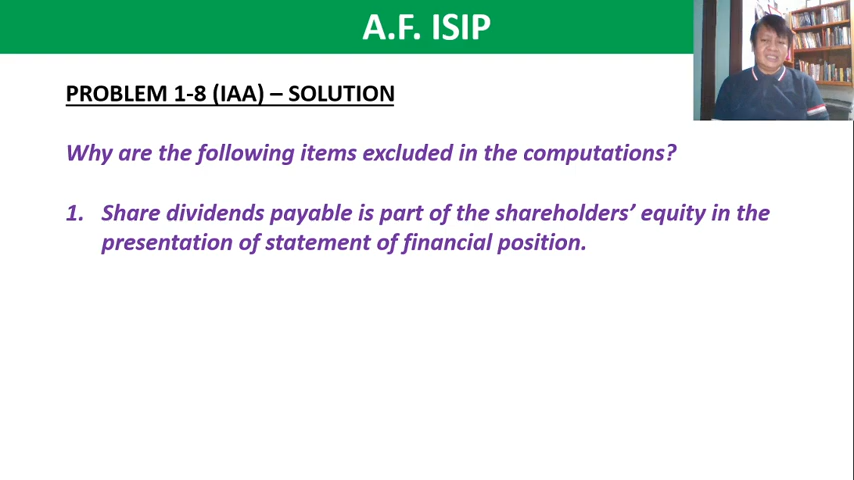 A.F. ISIP
PROBLEM 1-8 (IAA) – SOLUTION
Why are the following items excluded in the computations?
1. Share dividends payable is part of the shareholders’ equity in the
presentation of statement of financial position.